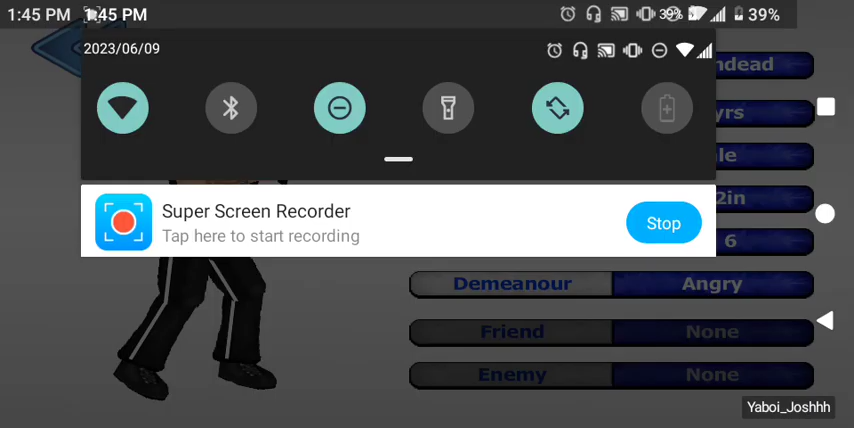 1:45 PM 1:45 PM 39% 39%
2023/06/09
ndead
yrs
le
Super Screen Recorder
2in
Tap here to start recording
Stop
6
Demeanour Angry
Friend None
Enemy None
Yaboi_Joshhh